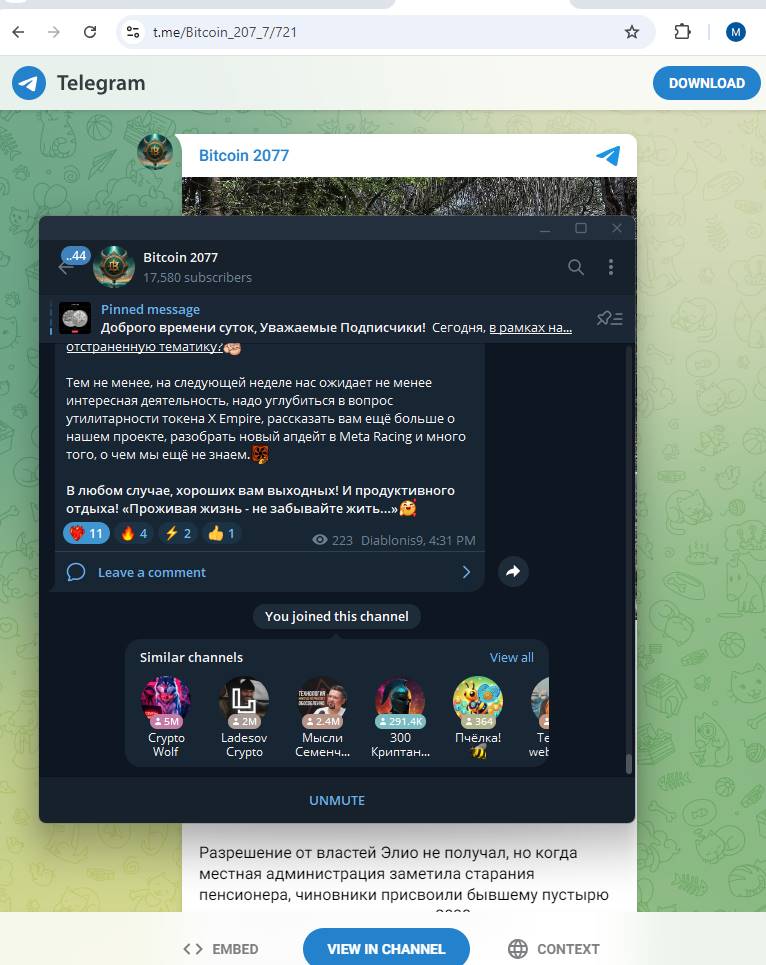 t.me/Bitcoin_207_7/721
M
Telegram
DOWNLOAD
Bitcoin 2077
..44
Bitcoin 2077
17,580 subscribers
Pinned message
Доброго времени суток, Уважаемые Подписчики! Сегодня, в рамках на...
отстраненную тематику?
Тем не менее, на следующей неделе нас ожидает не менее
интересная деятельность, надо углубиться в вопрос
утилитарности токена X Empire, рассказать вам ещё больше о
нашем проекте, разобрать новый апдейт в Meta Racing и много
того, о чем мы ещё не знаем.
В любом случае, хороших вам выходных! И продуктивного
отдыха! «Проживая жизнь - не забывайте жить...»
11 4 2 1
223 Diablonis9, 4:31 PM
Leave a comment
You joined this channel
Similar channels View all
ТЕХНОЛОГИЯ
5M 2M 2.4M 291.4K 364
Crypto Ladesov Мысли 300 Пчёлка! Te
Wolf Crypto Семенч... Криптан... web
UNMUTE
Разрешение от властей Элио не получал, но когда
местная администрация заметила старания
пенсионера, чиновники присвоили бывшему пустырю
EMBED
VIEW IN CHANNEL
CONTEXT